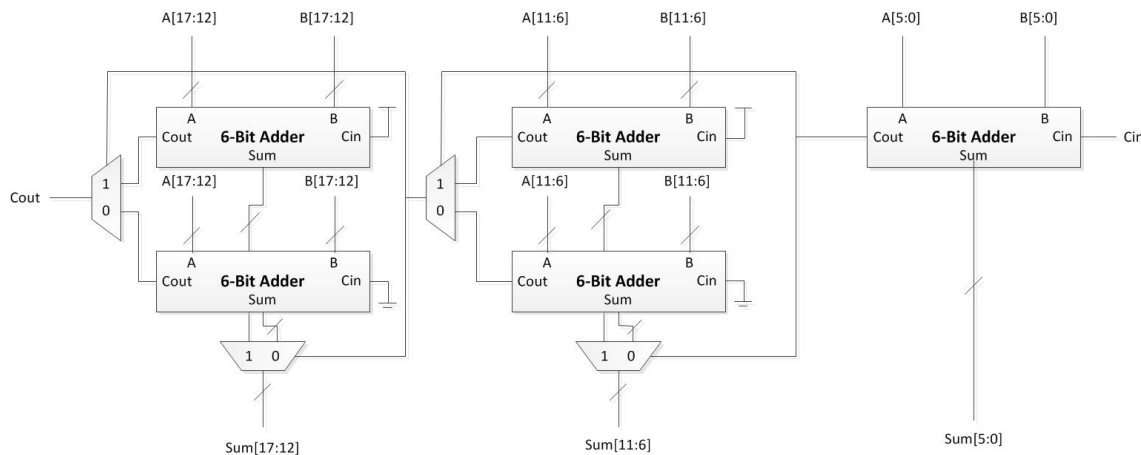 A[17:12] B[17:12] A[11:6] B[11:6] A[5:0] B[5:0]
A B A B A B
Cout 6-Bit Adder Cin Cout 6-Bit Adder Cin Cout 6-Bit Adder Cin Cin
Sum Sum Sum
A[17:12] B[17:12] A[11:6] B[11:6]
1 1
Cout 0 0
A B A B
Cout 6-Bit Adder Cin Cout 6-Bit Adder Cin
Sum Sum
1 0 1 0
Sum[17:12] Sum[11:6] Sum[5:0]